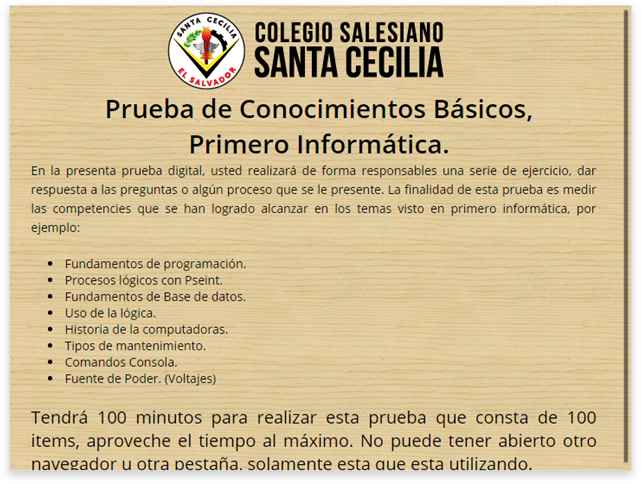 SANTA CECILIA
EL SALVADOR
COLEGIO SALESIANO
SANTA CECILIA
Prueba de Conocimientos Básicos,
Primero Informática.
En la presenta prueba digital, usted realizará de forma responsables una serie de ejercicio, dar
respuesta a las preguntas o algún proceso que se le presente. La finalidad de esta prueba es medir
las competencies que se han logrado alcanzar en los temas visto en primero informática, por
ejemplo:
Fundamentos de programación.
Procesos lógicos con Pseint.
Fundamentos de Base de datos.
Uso de la lógica.
Historia de la computadoras.
Tipos de mantenimiento.
Comandos Consola.
Fuente de Poder. (Voltajes)
Tendrá 100 minutos para realizar esta prueba que consta de 100
items, aproveche el tiempo al máximo. No puede tener abierto otro
navegador u otra pestaña, solamente esta que esta utilizando.